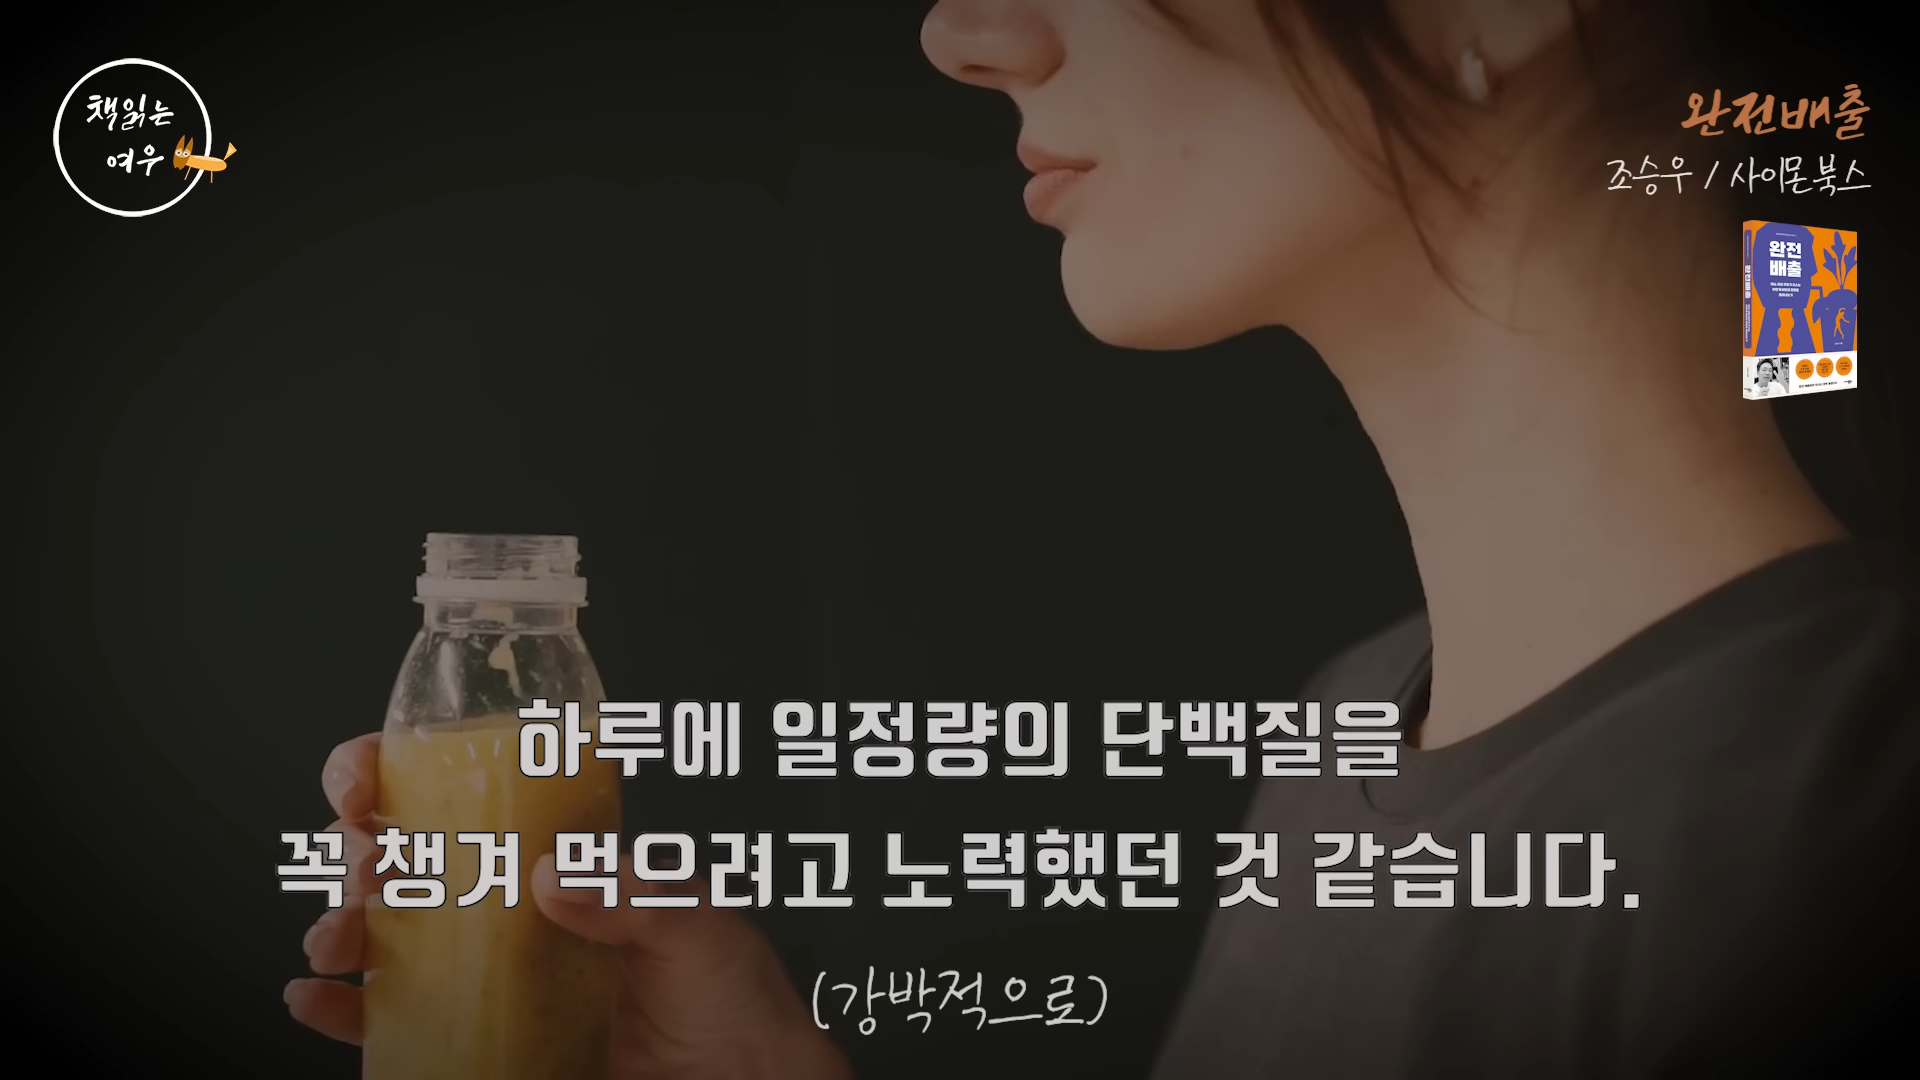 책읽는
여우
완전배출
조승우 / 사이몬북스
완전
배출
하루에 일정량의 단백질을
꼭 챙겨 먹으려고 노력했던 것 같습니다.
(강박적으로)